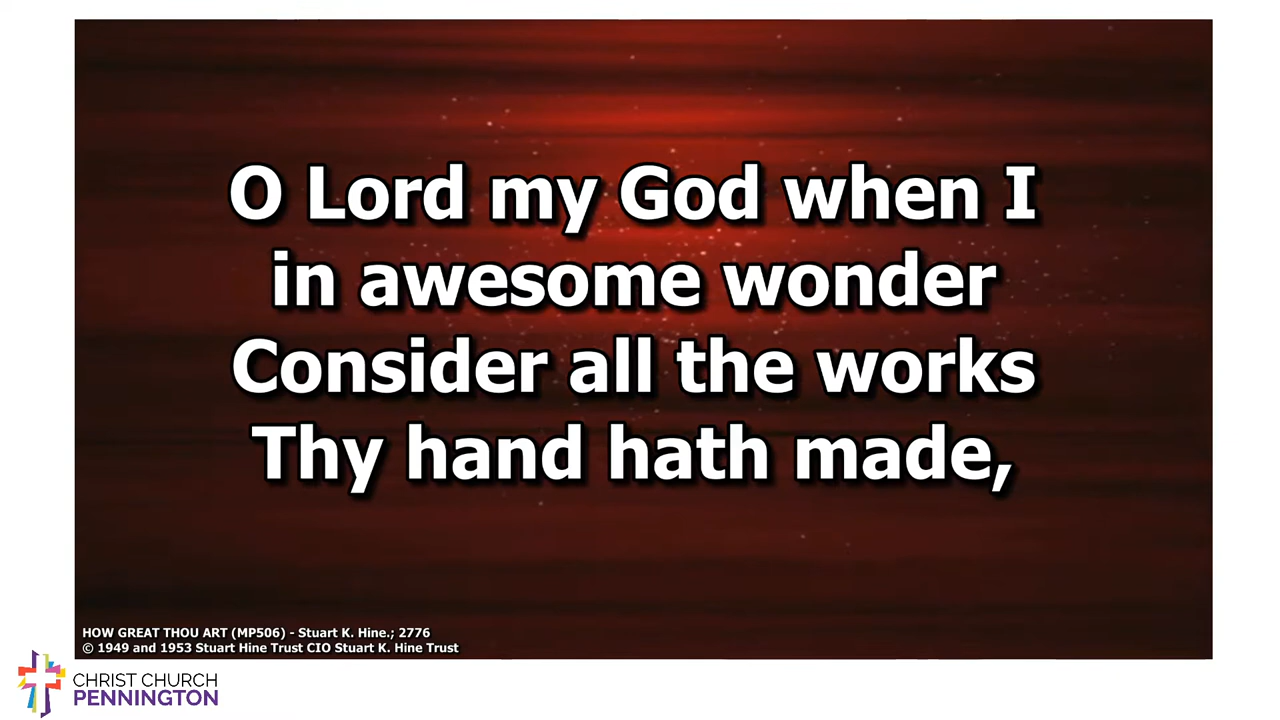 O Lord my God when I
in awesome wonder
Consider all the works
Thy hand hath made,
HOW GREAT THOU ART (MP506) - Stuart K. Hine.; 2776
© 1949 and 1953 Stuart Hine Trust CIO Stuart K. Hine Trust
CHRIST CHURCH
PENNINGTON